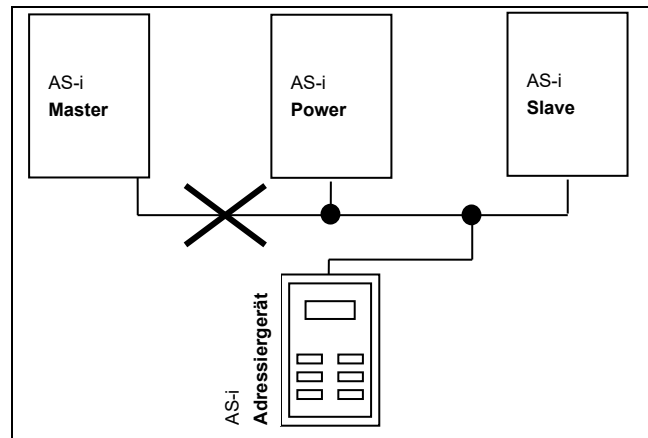 AS-i
Master
AS-i
Power
AS-i
Slave
AS-i
Adressiergerät